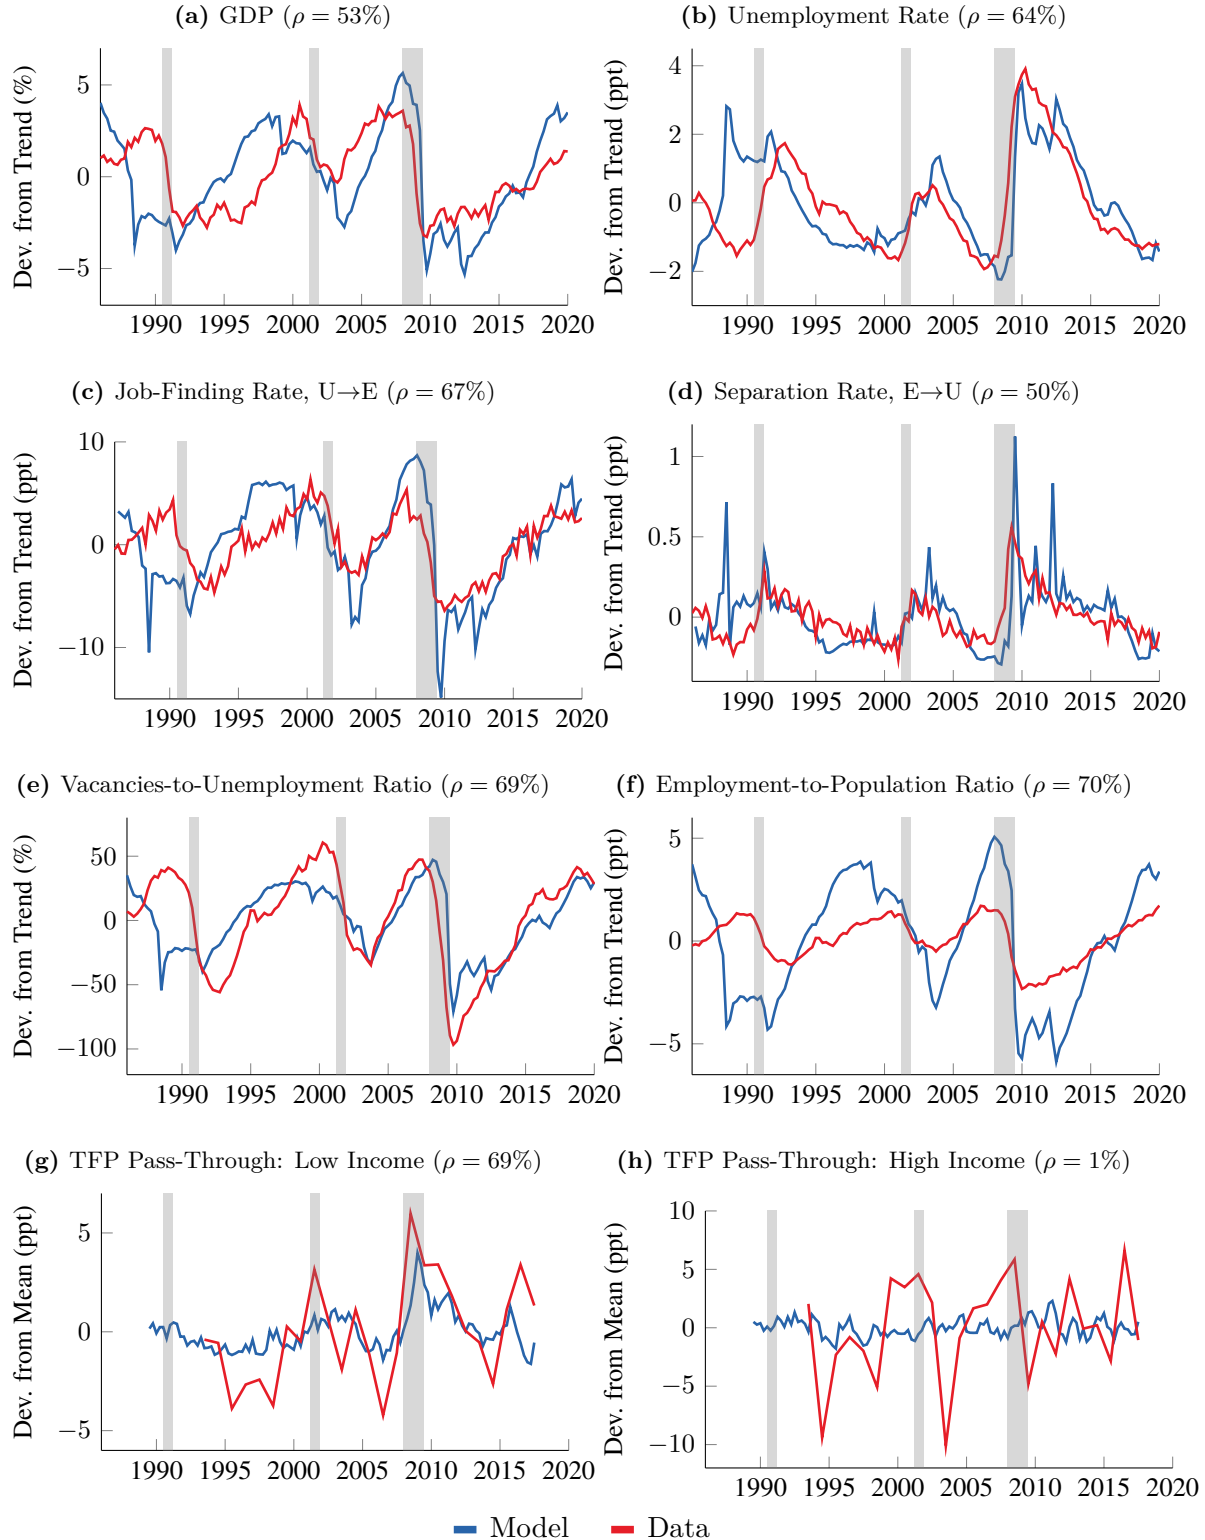 (a) GDP (ρ = 53%)
Dev. from Trend (%)
5
0
−5
1990 1995 2000 2005 2010 2015 2020
(b) Unemployment Rate (ρ = 64%)
Dev. from Trend (ppt)
4
2
0
−2
1990 1995 2000 2005 2010 2015 2020
(c) Job-Finding Rate, U→E (ρ = 67%)
Dev. from Trend (ppt)
10
0
−10
1990 1995 2000 2005 2010 2015 2020
(d) Separation Rate, E→U (ρ = 50%)
Dev. from Trend (ppt)
1
0.5
0
1990 1995 2000 2005 2010 2015 2020
(e) Vacancies-to-Unemployment Ratio (ρ = 69%)
Dev. from Trend (%)
50
0
−50
−100
1990 1995 2000 2005 2010 2015 2020
(f) Employment-to-Population Ratio (ρ = 70%)
Dev. from Trend (ppt)
5
0
−5
1990 1995 2000 2005 2010 2015 2020
(g) TFP Pass-Through: Low Income (ρ = 69%)
Dev. from Mean (ppt)
5
0
−5
1990 1995 2000 2005 2010 2015 2020
(h) TFP Pass-Through: High Income (ρ = 1%)
Dev. from Mean (ppt)
10
5
0
−5
−10
1990 1995 2000 2005 2010 2015 2020
Model Data